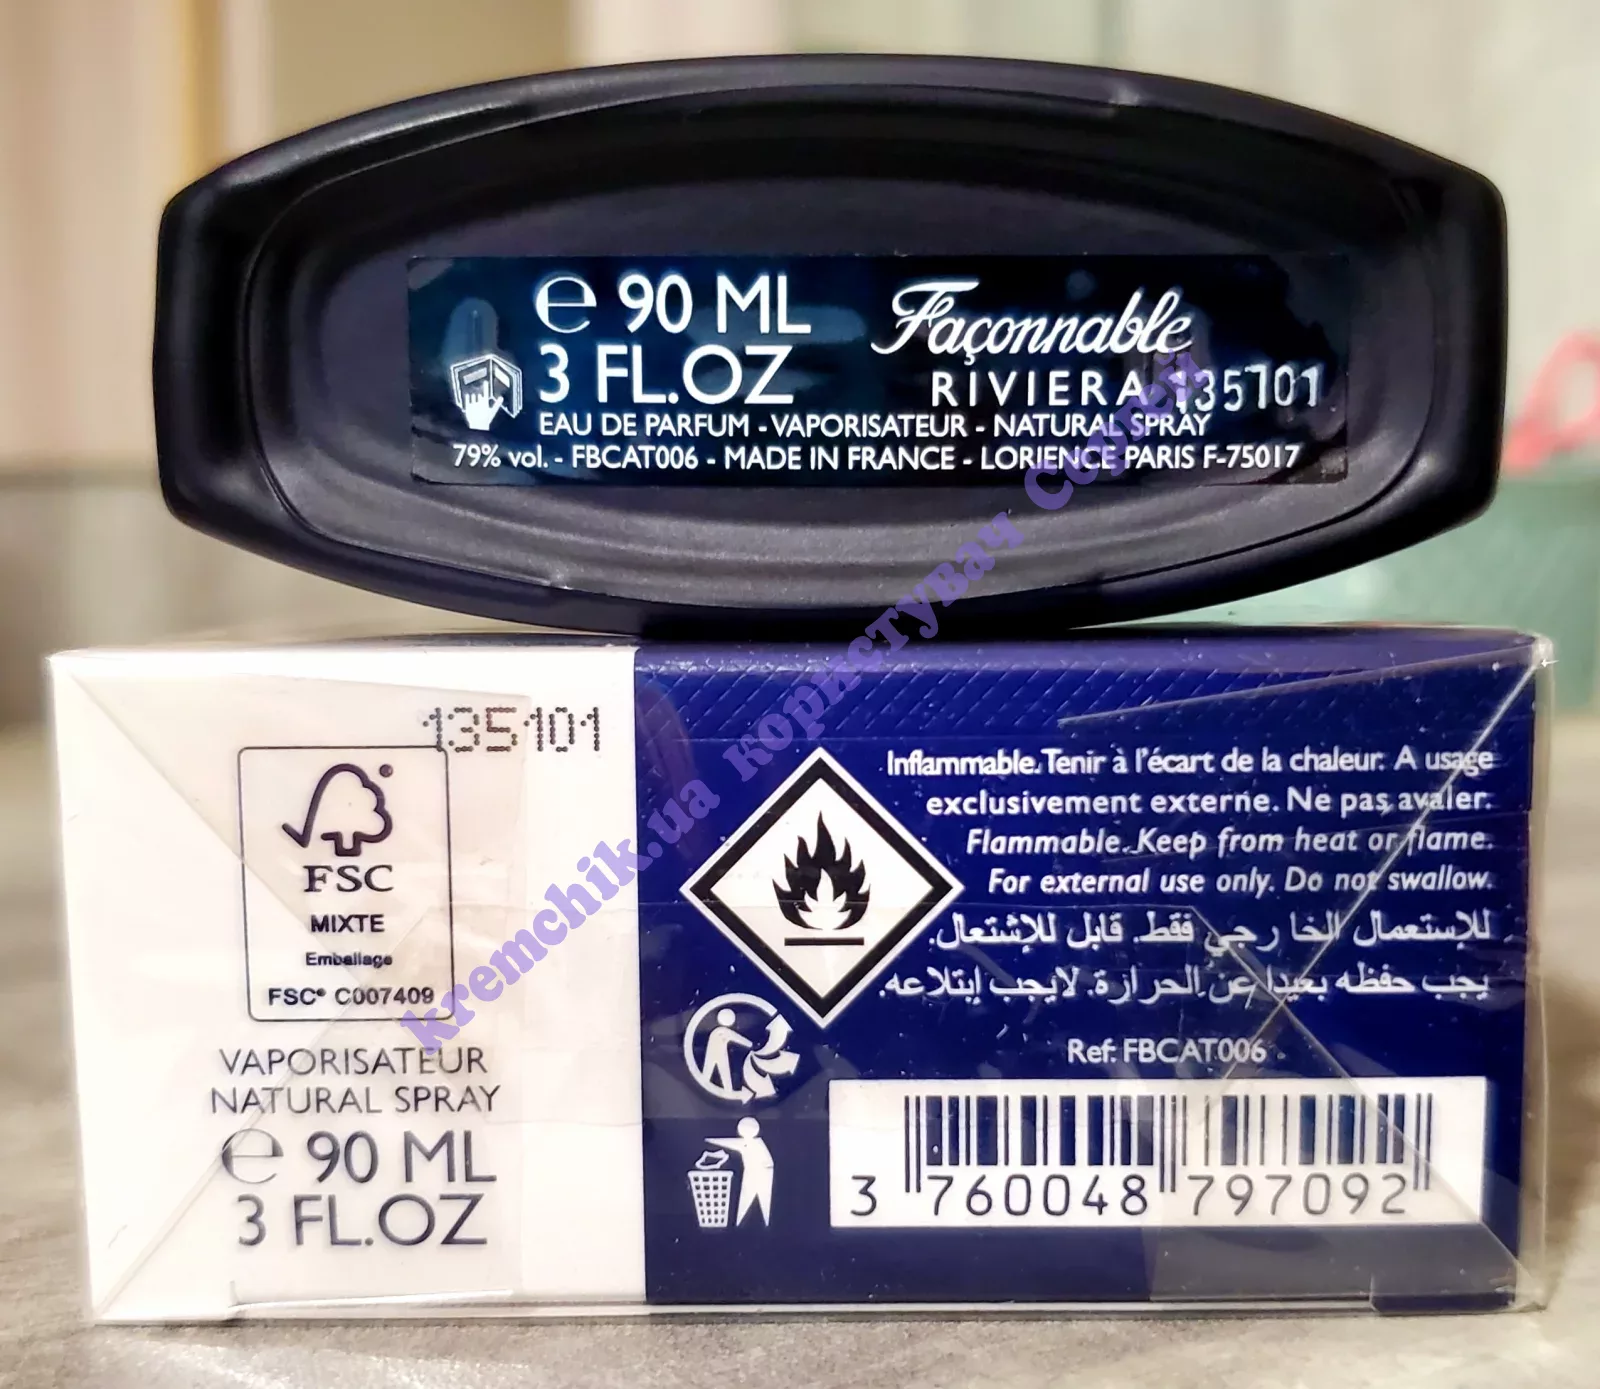 ℮ 90 ML
3 FL.OZ
Façonnable
RIVIERA 135101
EAU DE PARFUM - VAPORISATEUR - NATURAL SPRAY
79% vol. - FBCAT006 - MADE IN FRANCE - LORIENCE PARIS F-75017
135101
FSC®
MIXTE
Emballage
FSC® C007409
VAPORISATEUR
NATURAL SPRAY
℮ 90 ML
3 FL.OZ
Inflammable. Tenir à l'écart de la chaleur. A usage
exclusivement externe. Ne pas avaler.
Flammable. Keep from heat or flame.
For external use only. Do not swallow.
للإستعمال الخارجي فقط. قابل للإشتعال.
يجب حفظه بعيدا عن الحرارة. لايجب إبتلاعه.
Ref: FBCAT006
3 760048 797092
kremchik.ua користувач Сергей